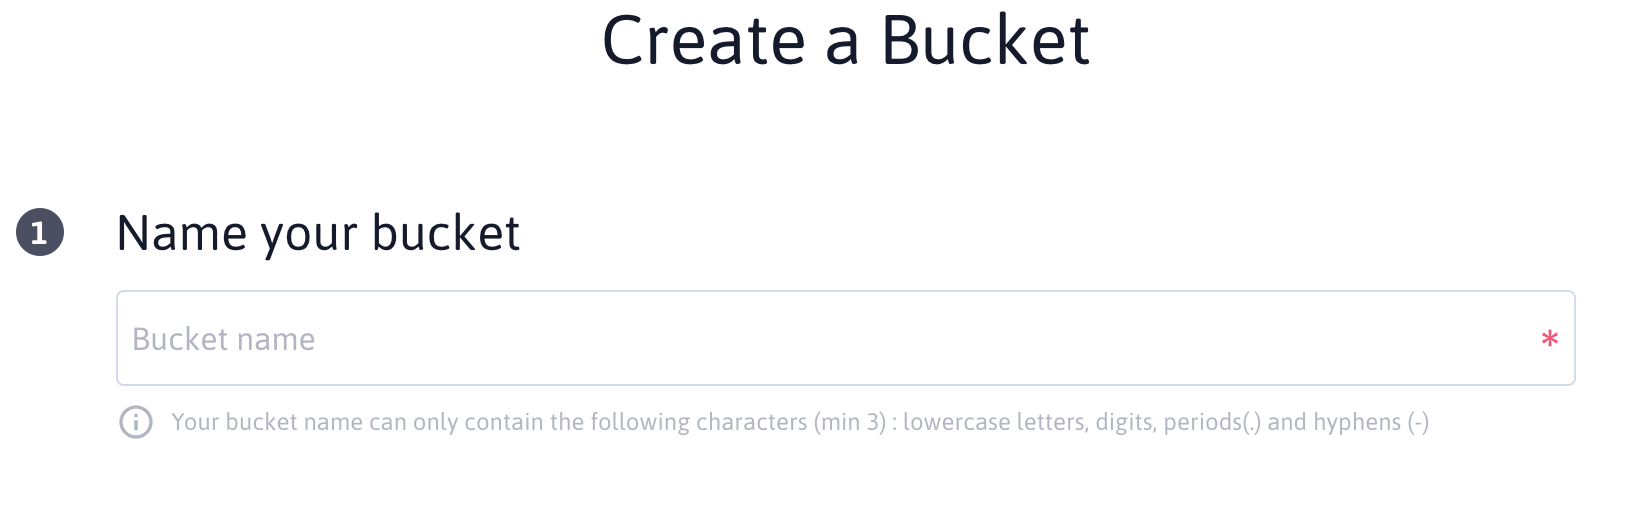 Create a Bucket
1
Name your bucket
Bucket name *
Your bucket name can only contain the following characters (min 3) : lowercase letters, digits, periods(.) and hyphens (-)